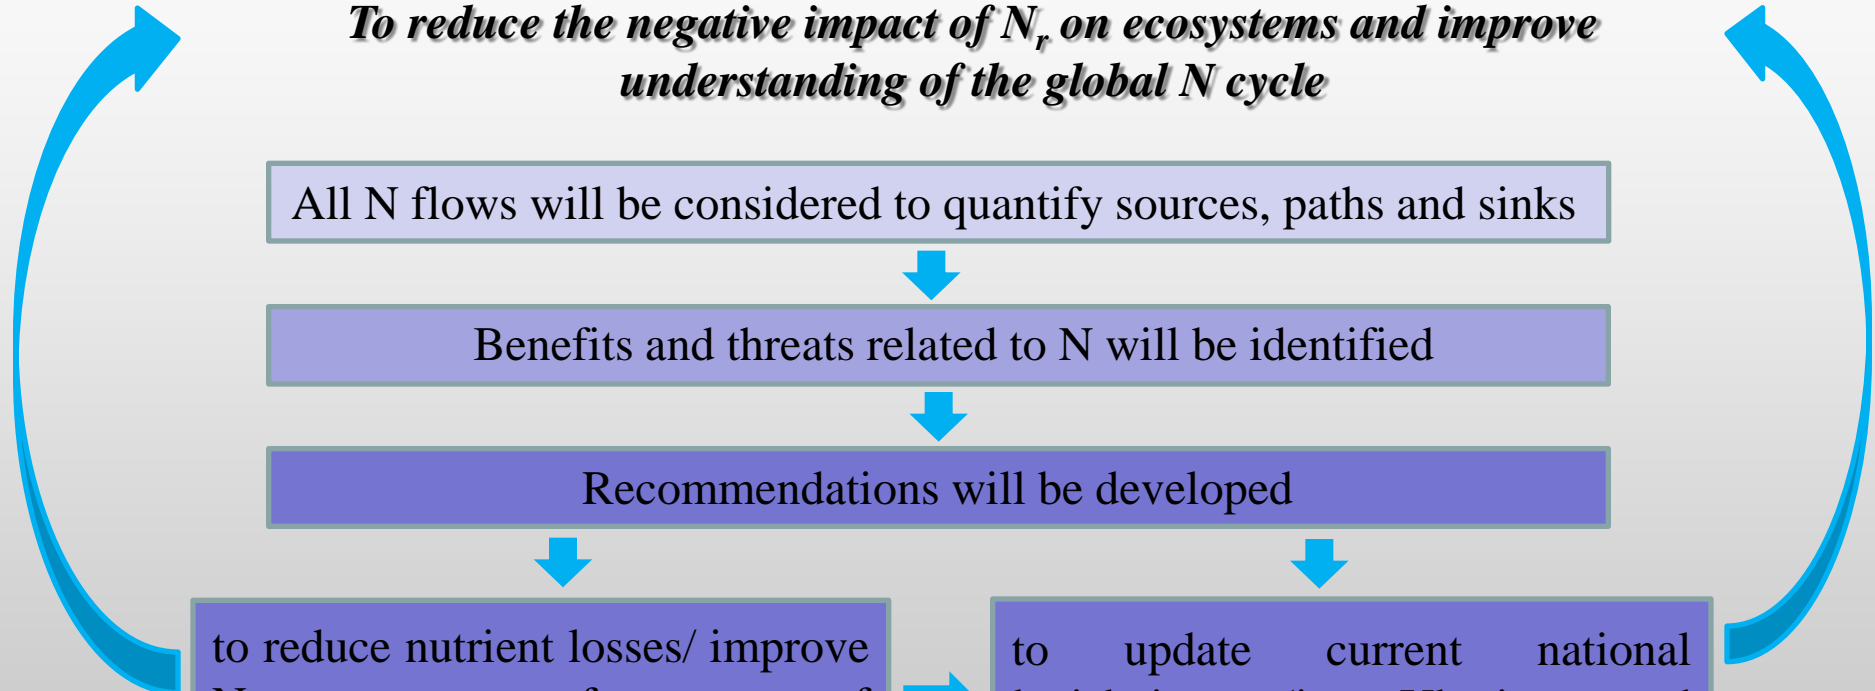 To reduce the negative impact of Nr on ecosystems and improve
understanding of the global N cycle
All N flows will be considered to quantify sources, paths and sinks
Benefits and threats related to N will be identified
Recommendations will be developed
to reduce nutrient losses/ improve
to update current national